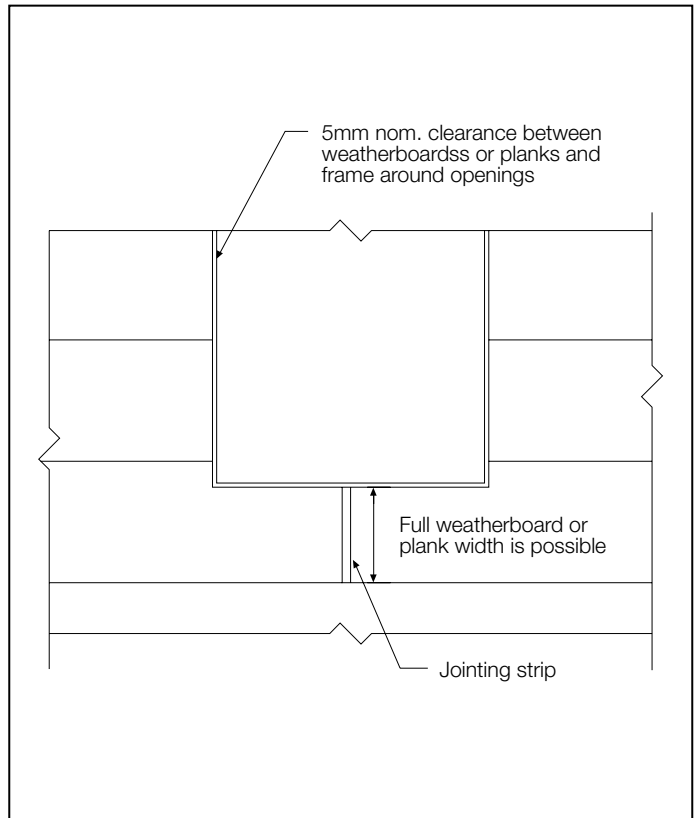 5mm nom. clearance between
weatherboardss or planks and
frame around openings
Full weatherboard or
plank width is possible
Jointing strip